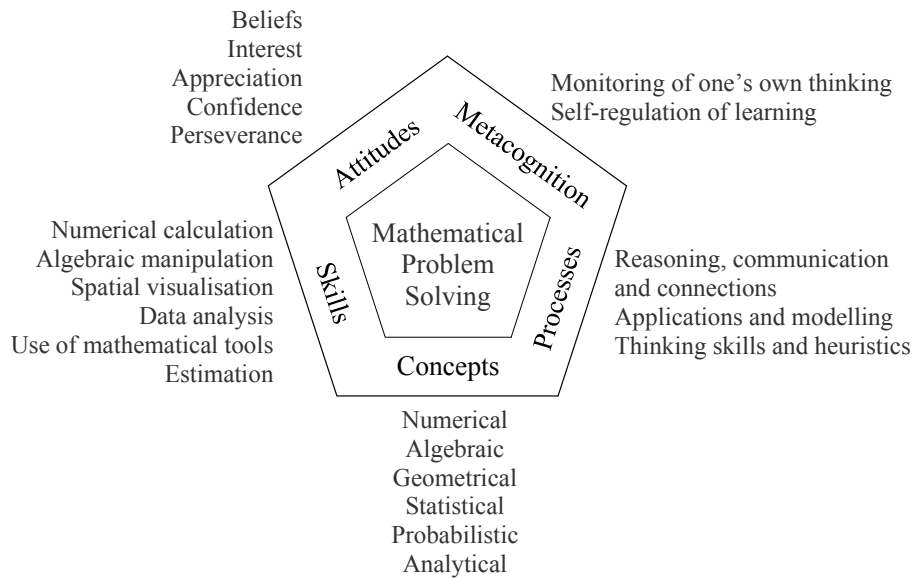 Beliefs
Interest
Appreciation
Confidence
Perseverance
Monitoring of one’s own thinking
Self-regulation of learning
Attitudes
Metacognition
Numerical calculation
Algebraic manipulation
Spatial visualisation
Data analysis
Use of mathematical tools
Estimation
Skills
Mathematical
Problem
Solving
Processes
Reasoning, communication
and connections
Applications and modelling
Thinking skills and heuristics
Concepts
Numerical
Algebraic
Geometrical
Statistical
Probabilistic
Analytical